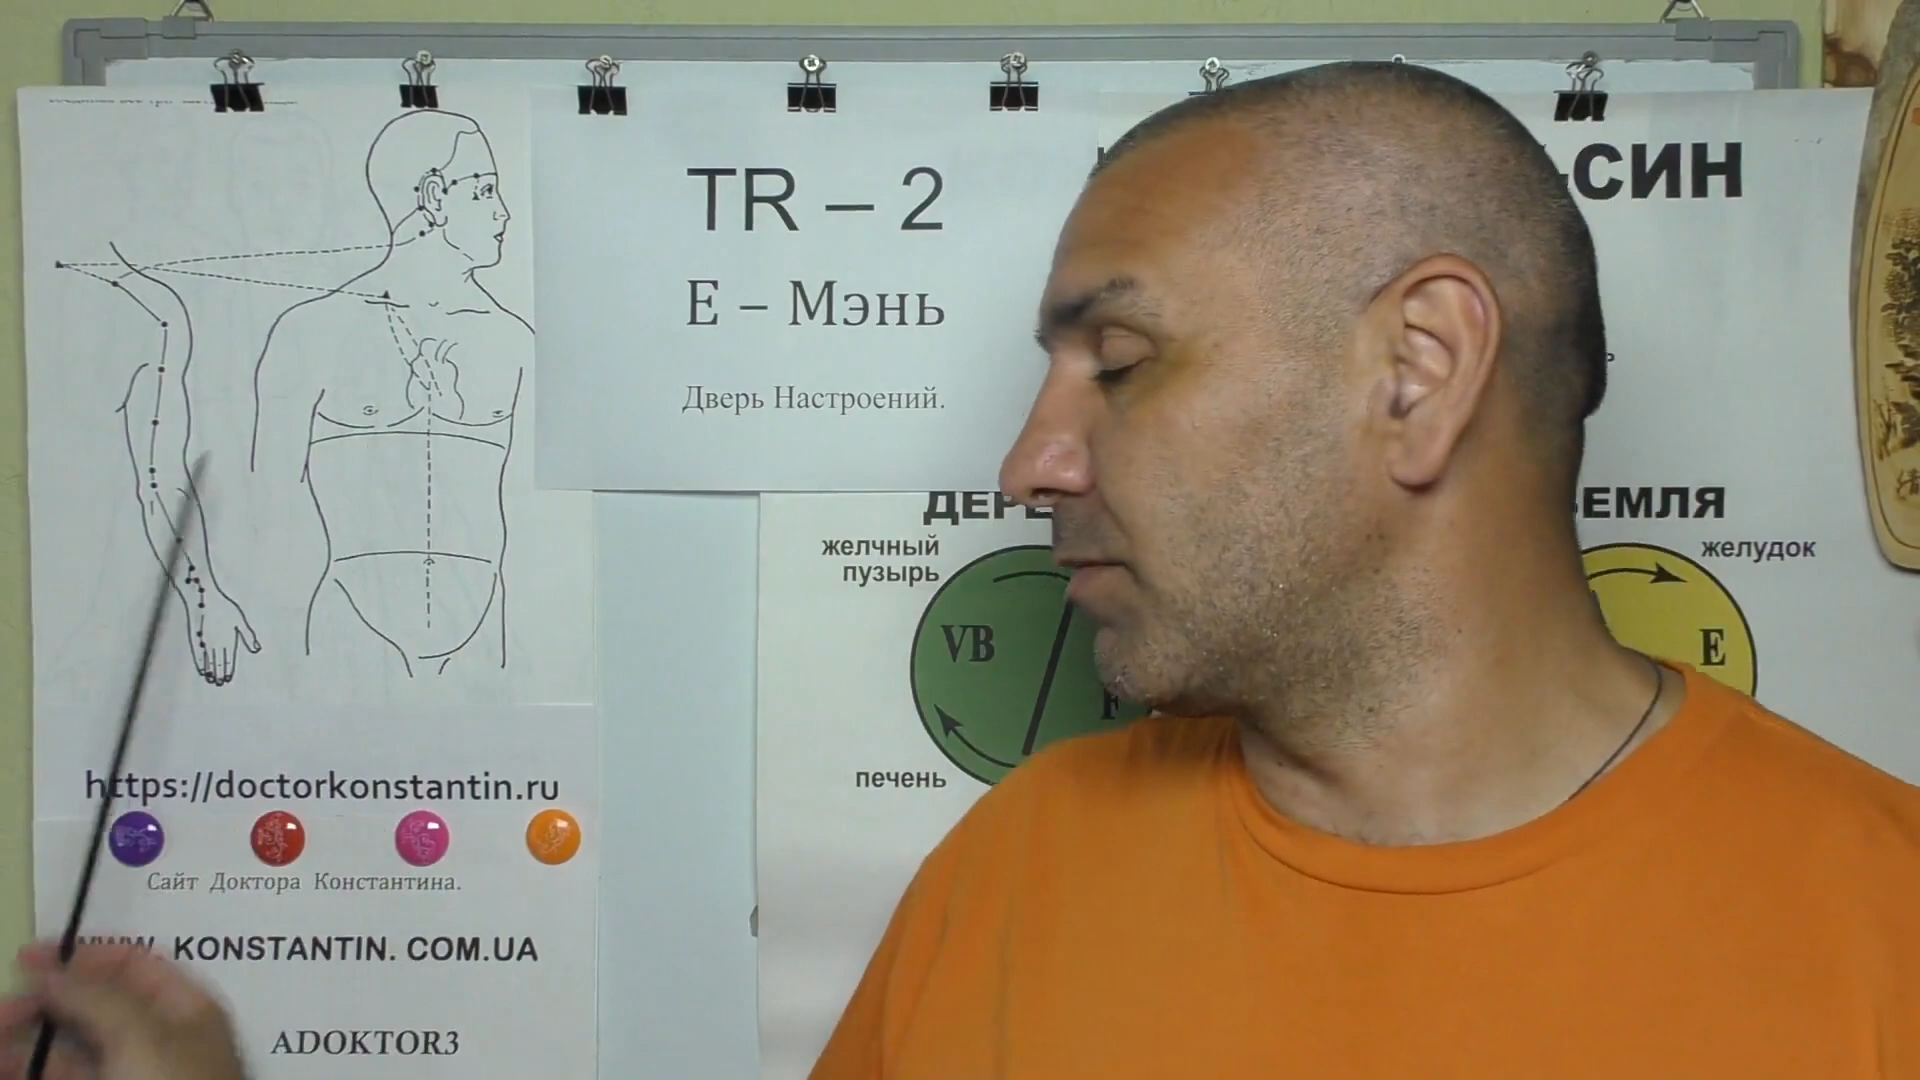 TR – 2
Е – Мэнь
Дверь Настроений.
-СИН
ДЕРЕ
ЗЕМЛЯ
желчный
пузырь
желудок
VB
F
E
печень
https://doctorkonstantin.ru
Сайт Доктора Константина.
WWW. KONSTANTIN. COM.UA
ADOKTOR3